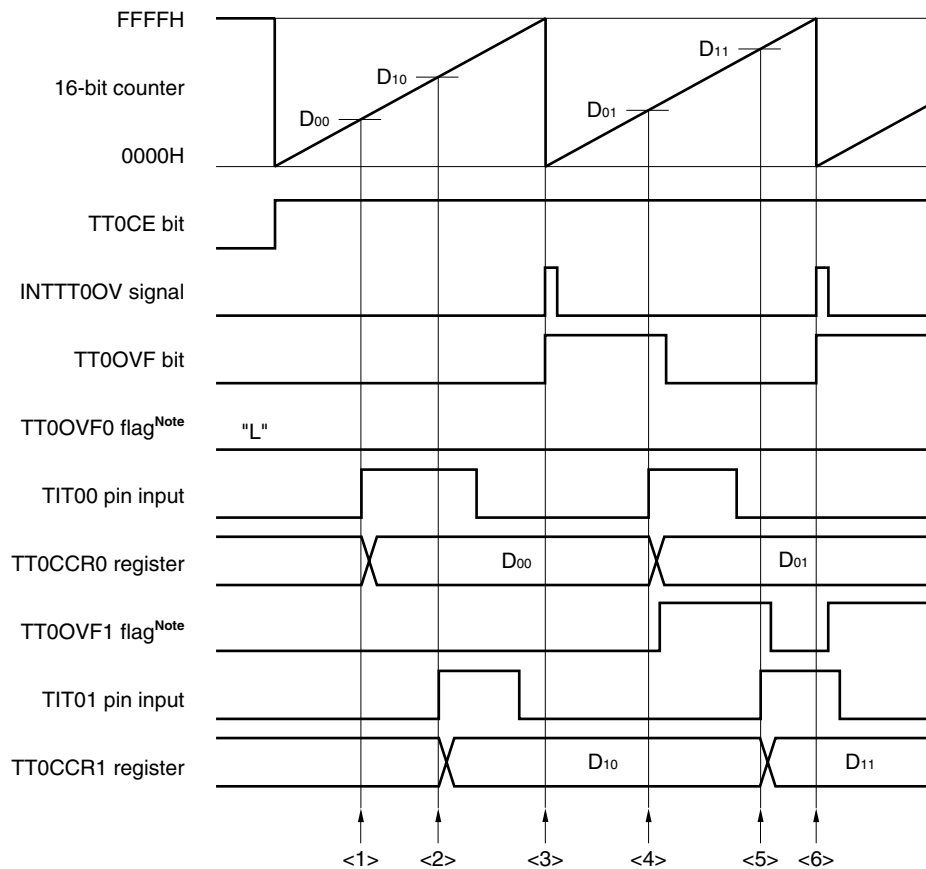 FFFFH
16-bit counter
0000H
D00
D10
D01
D11
TT0CE bit
INTTT0OV signal
TT0OVF bit
TT0OVF0 flagNote
"L"
TIT00 pin input
TT0CCR0 register
D00
D01
TT0OVF1 flagNote
TIT01 pin input
TT0CCR1 register
D10
D11
<1> <2> <3> <4> <5> <6>